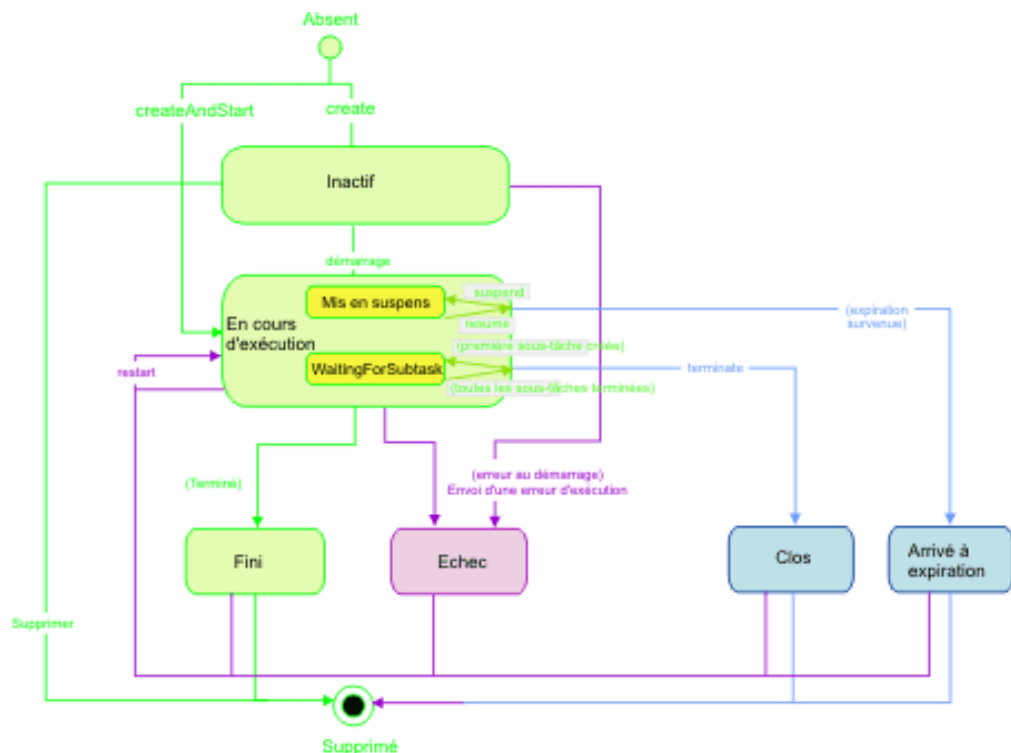 Absent
createAndStart
create
Inactif
démarrage
Mis en suspens
suspend
resume
En cours
d'exécution
(première sous-tâche créée)
WaitingForSubtask
(toutes les sous-tâches terminées)
(expiration
survenue)
terminate
restart
(Terminé)
(erreur au démarrage)
Envoi d'une erreur d'exécution
Fini
Echec
Clos
Arrivé à
expiration
Supprimer
Supprimé